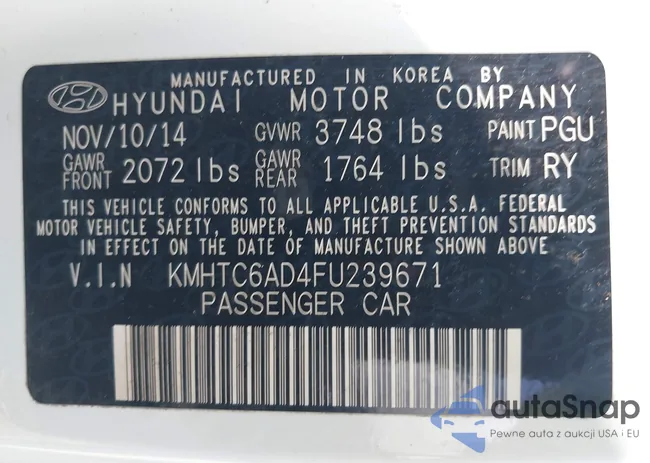 MANUFACTURED IN KOREA BY
HYUNDAI MOTOR COMPANY
NOV/10/14 GVWR 3748 lbs PAINT PGU
GAWR FRONT 2072 lbs GAWR REAR 1764 lbs TRIM RY
THIS VEHICLE CONFORMS TO ALL APPLICABLE U.S.A. FEDERAL
MOTOR VEHICLE SAFETY, BUMPER, AND THEFT PREVENTION STANDARDS
IN EFFECT ON THE DATE OF MANUFACTURE SHOWN ABOVE
V.I.N KMHTC6AD4FU239671
PASSENGER CAR
autaSnap
Pewne auta z aukcji USA i EU